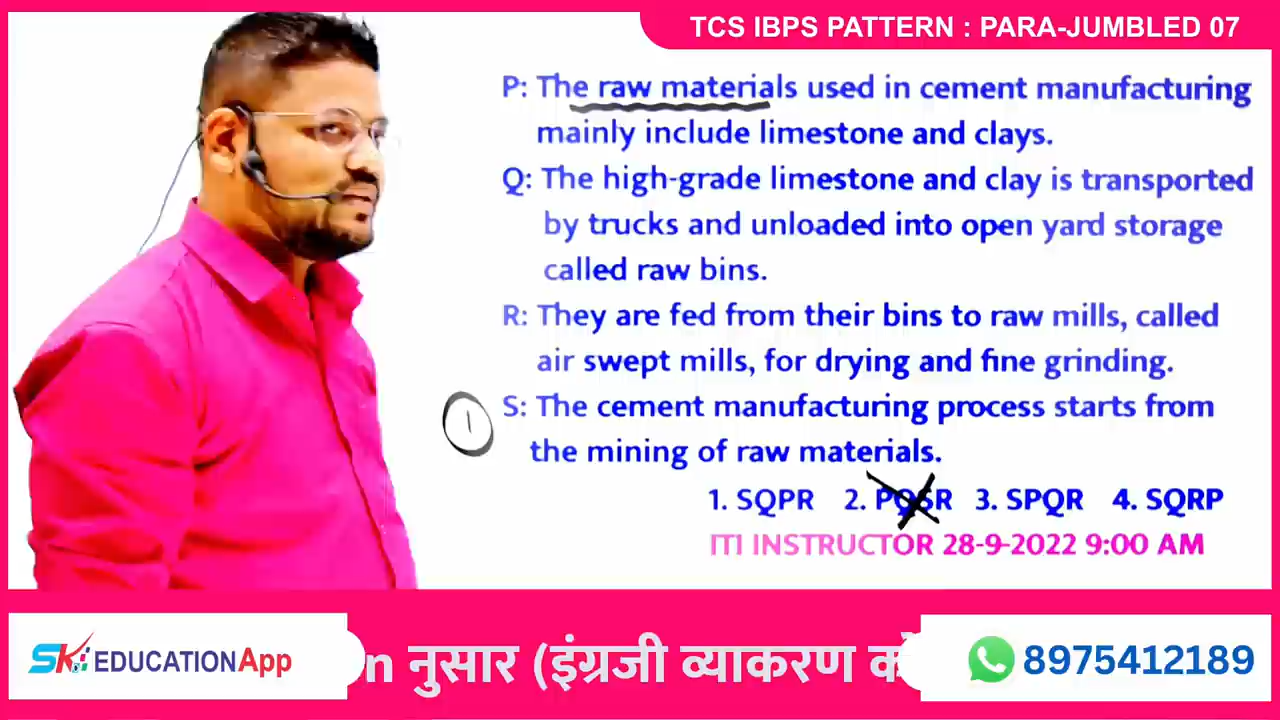 TCS IBPS PATTERN : PARA-JUMBLED 07
P: The raw materials used in cement manufacturing
mainly include limestone and clays.
Q: The high-grade limestone and clay is transported
by trucks and unloaded into open yard storage
called raw bins.
R: They are fed from their bins to raw mills, called
air swept mills, for drying and fine grinding.
1 S: The cement manufacturing process starts from
the mining of raw materials.
1. SQPR 2. PQSR 3. SPQR 4. SQRP
ITI INSTRUCTOR 28-9-2022 9:00 AM
SK EDUCATION App n नुसार (इंग्रजी व्याकरण 8975412189